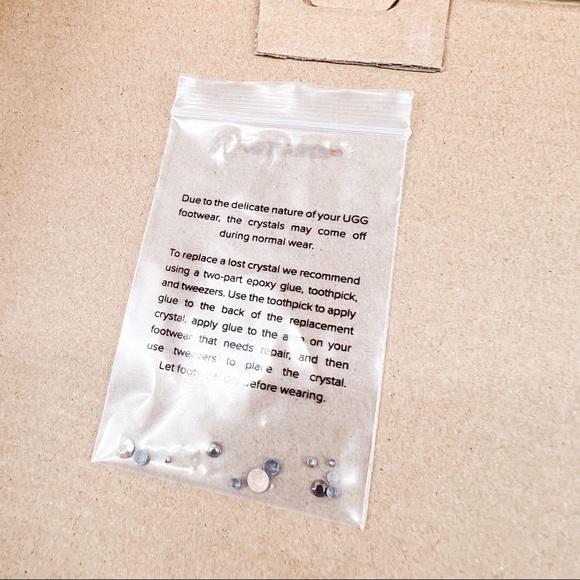 Due to the delicate nature of your UGG
footwear, the crystals may come off
during normal wear.
To replace a lost crystal we recommend
using a two-part epoxy glue, toothpick,
and tweezers. Use the toothpick to apply
glue to the back of the replacement
crystal, apply glue to the on your
footwear that needs repair, and then
use tweezers to place the crystal.
Let before wearing.